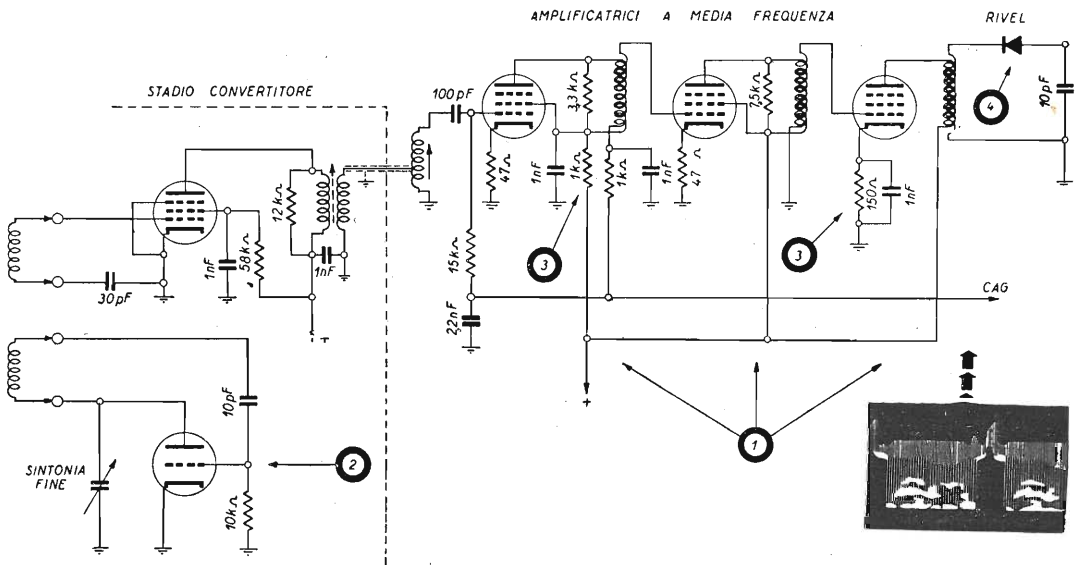 AMPLIFICATRICI A MEDIA FREQUENZA
RIVEL
STADIO CONVERTITORE
100pF
3,3kΩ
7,5kΩ
4
10pF
47Ω
1nF
1kΩ
1kΩ
1nF
47Ω
150Ω
1nF
12kΩ
1nF
58kΩ
1nF
30pF
15kΩ
3
3
CAG
22nF
+
+
10pF
1
2
SINTONIA
FINE
10kΩ